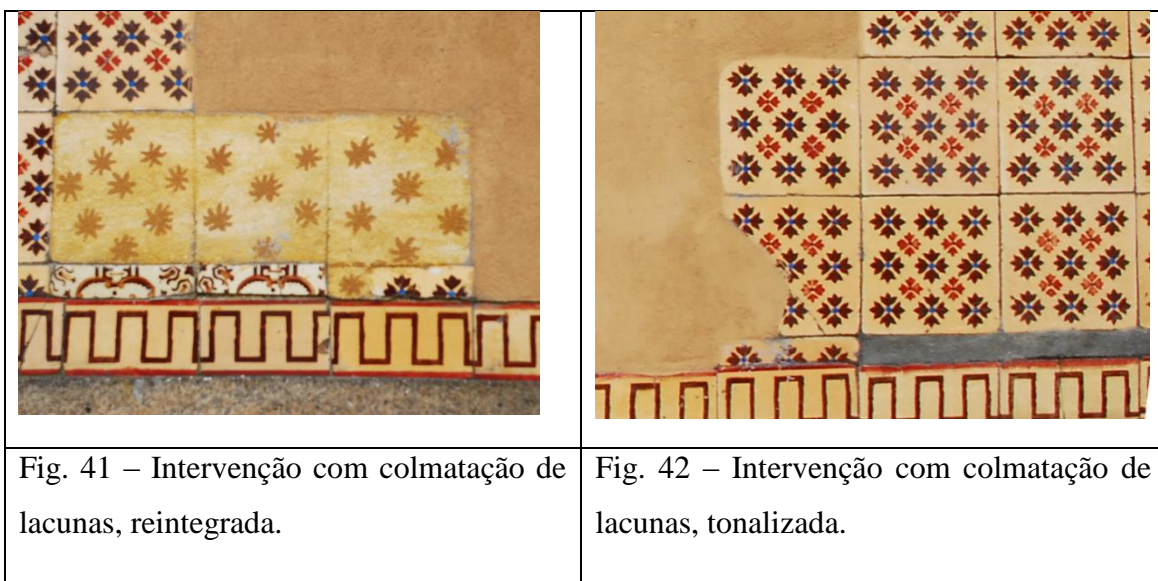 Fig. 41 – Intervenção com colmatação de
lacunas, reintegrada.
Fig. 42 – Intervenção com colmatação de
lacunas, tonalizada.